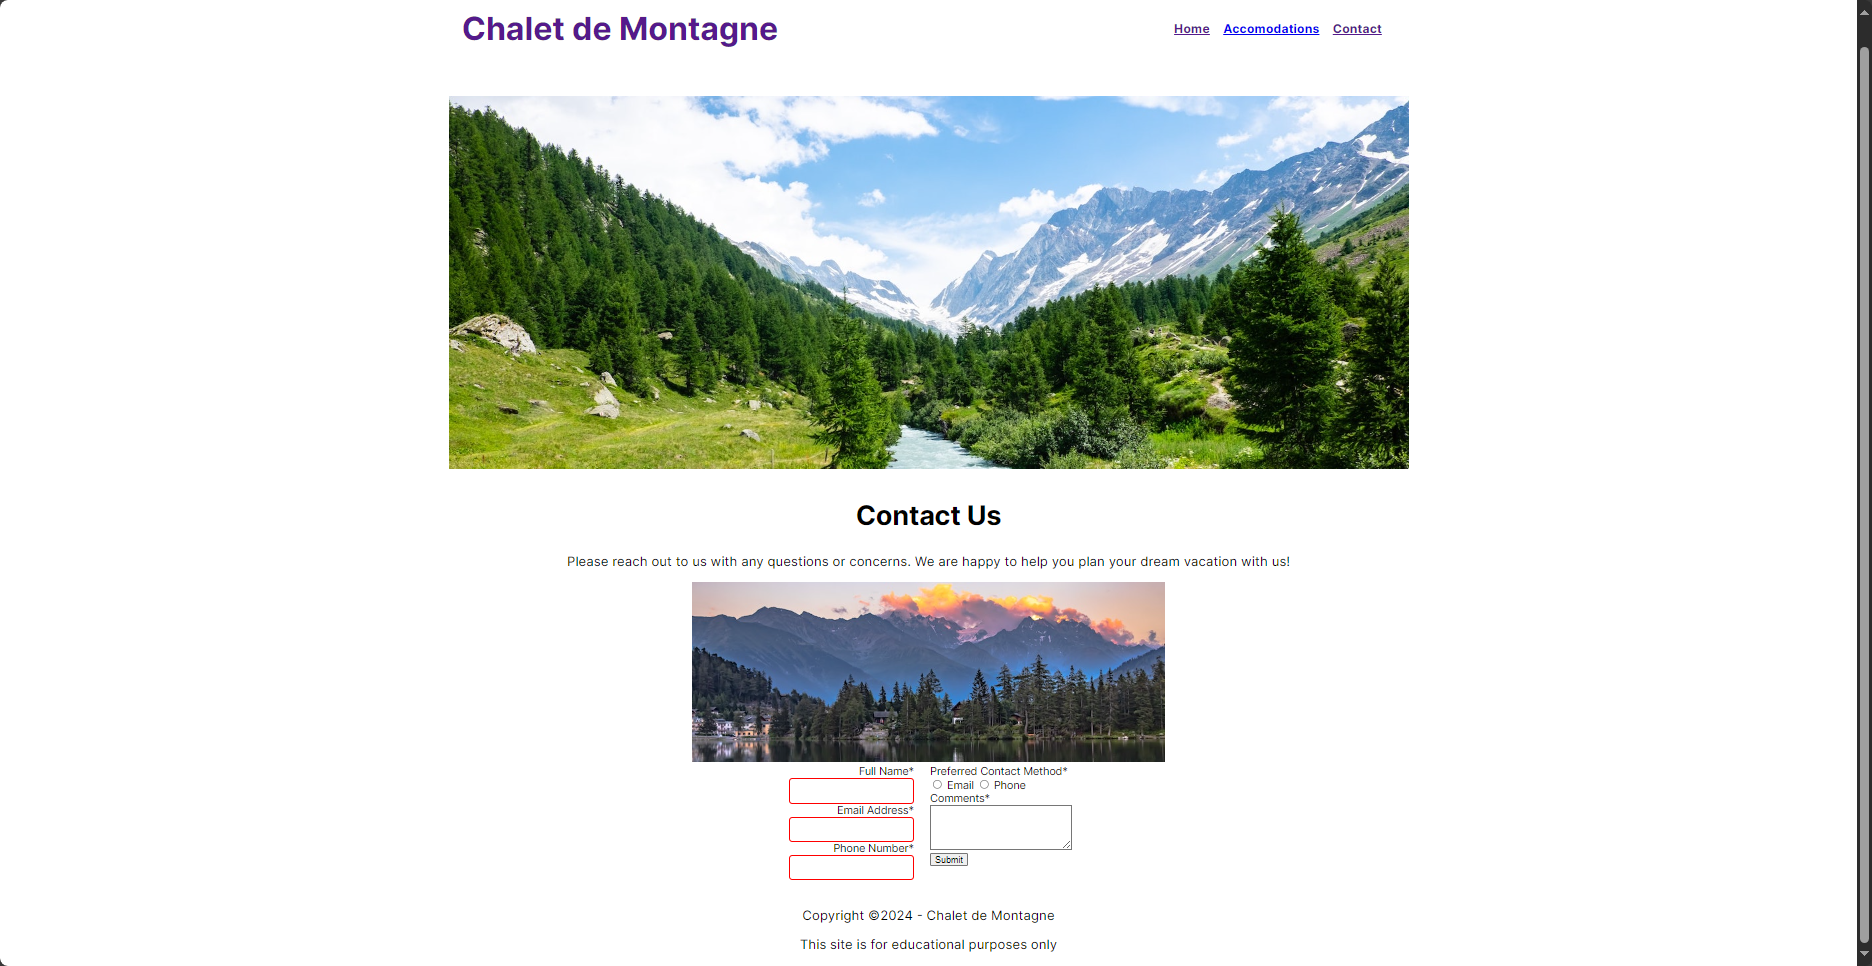 Chalet de Montagne
Home Accomodations Contact
Contact Us
Please reach out to us with any questions or concerns. We are happy to help you plan your dream vacation with us!
Full Name*
Email Address*
Phone Number*
Preferred Contact Method*
Email Phone
Comments*
Submit
Copyright ©2024 - Chalet de Montagne
This site is for educational purposes only